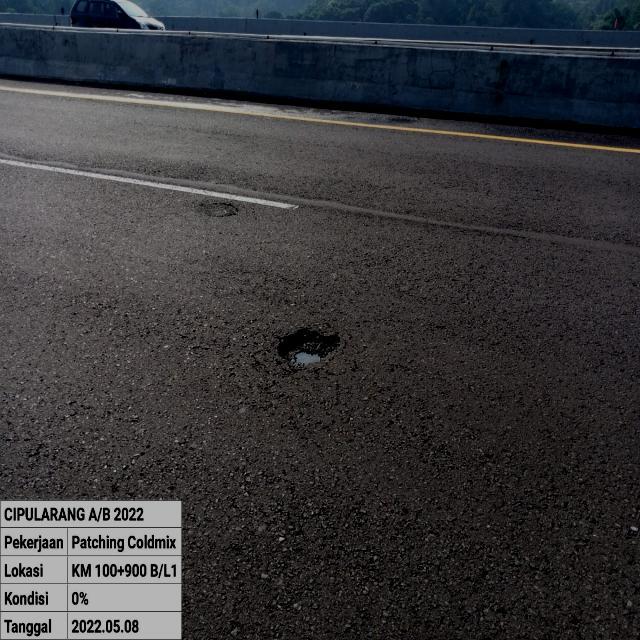 CIPULARANG A/B 2022
Pekerjaan Patching Coldmix
Lokasi KM 100+900 B/L1
Kondisi 0%
Tanggal 2022.05.08